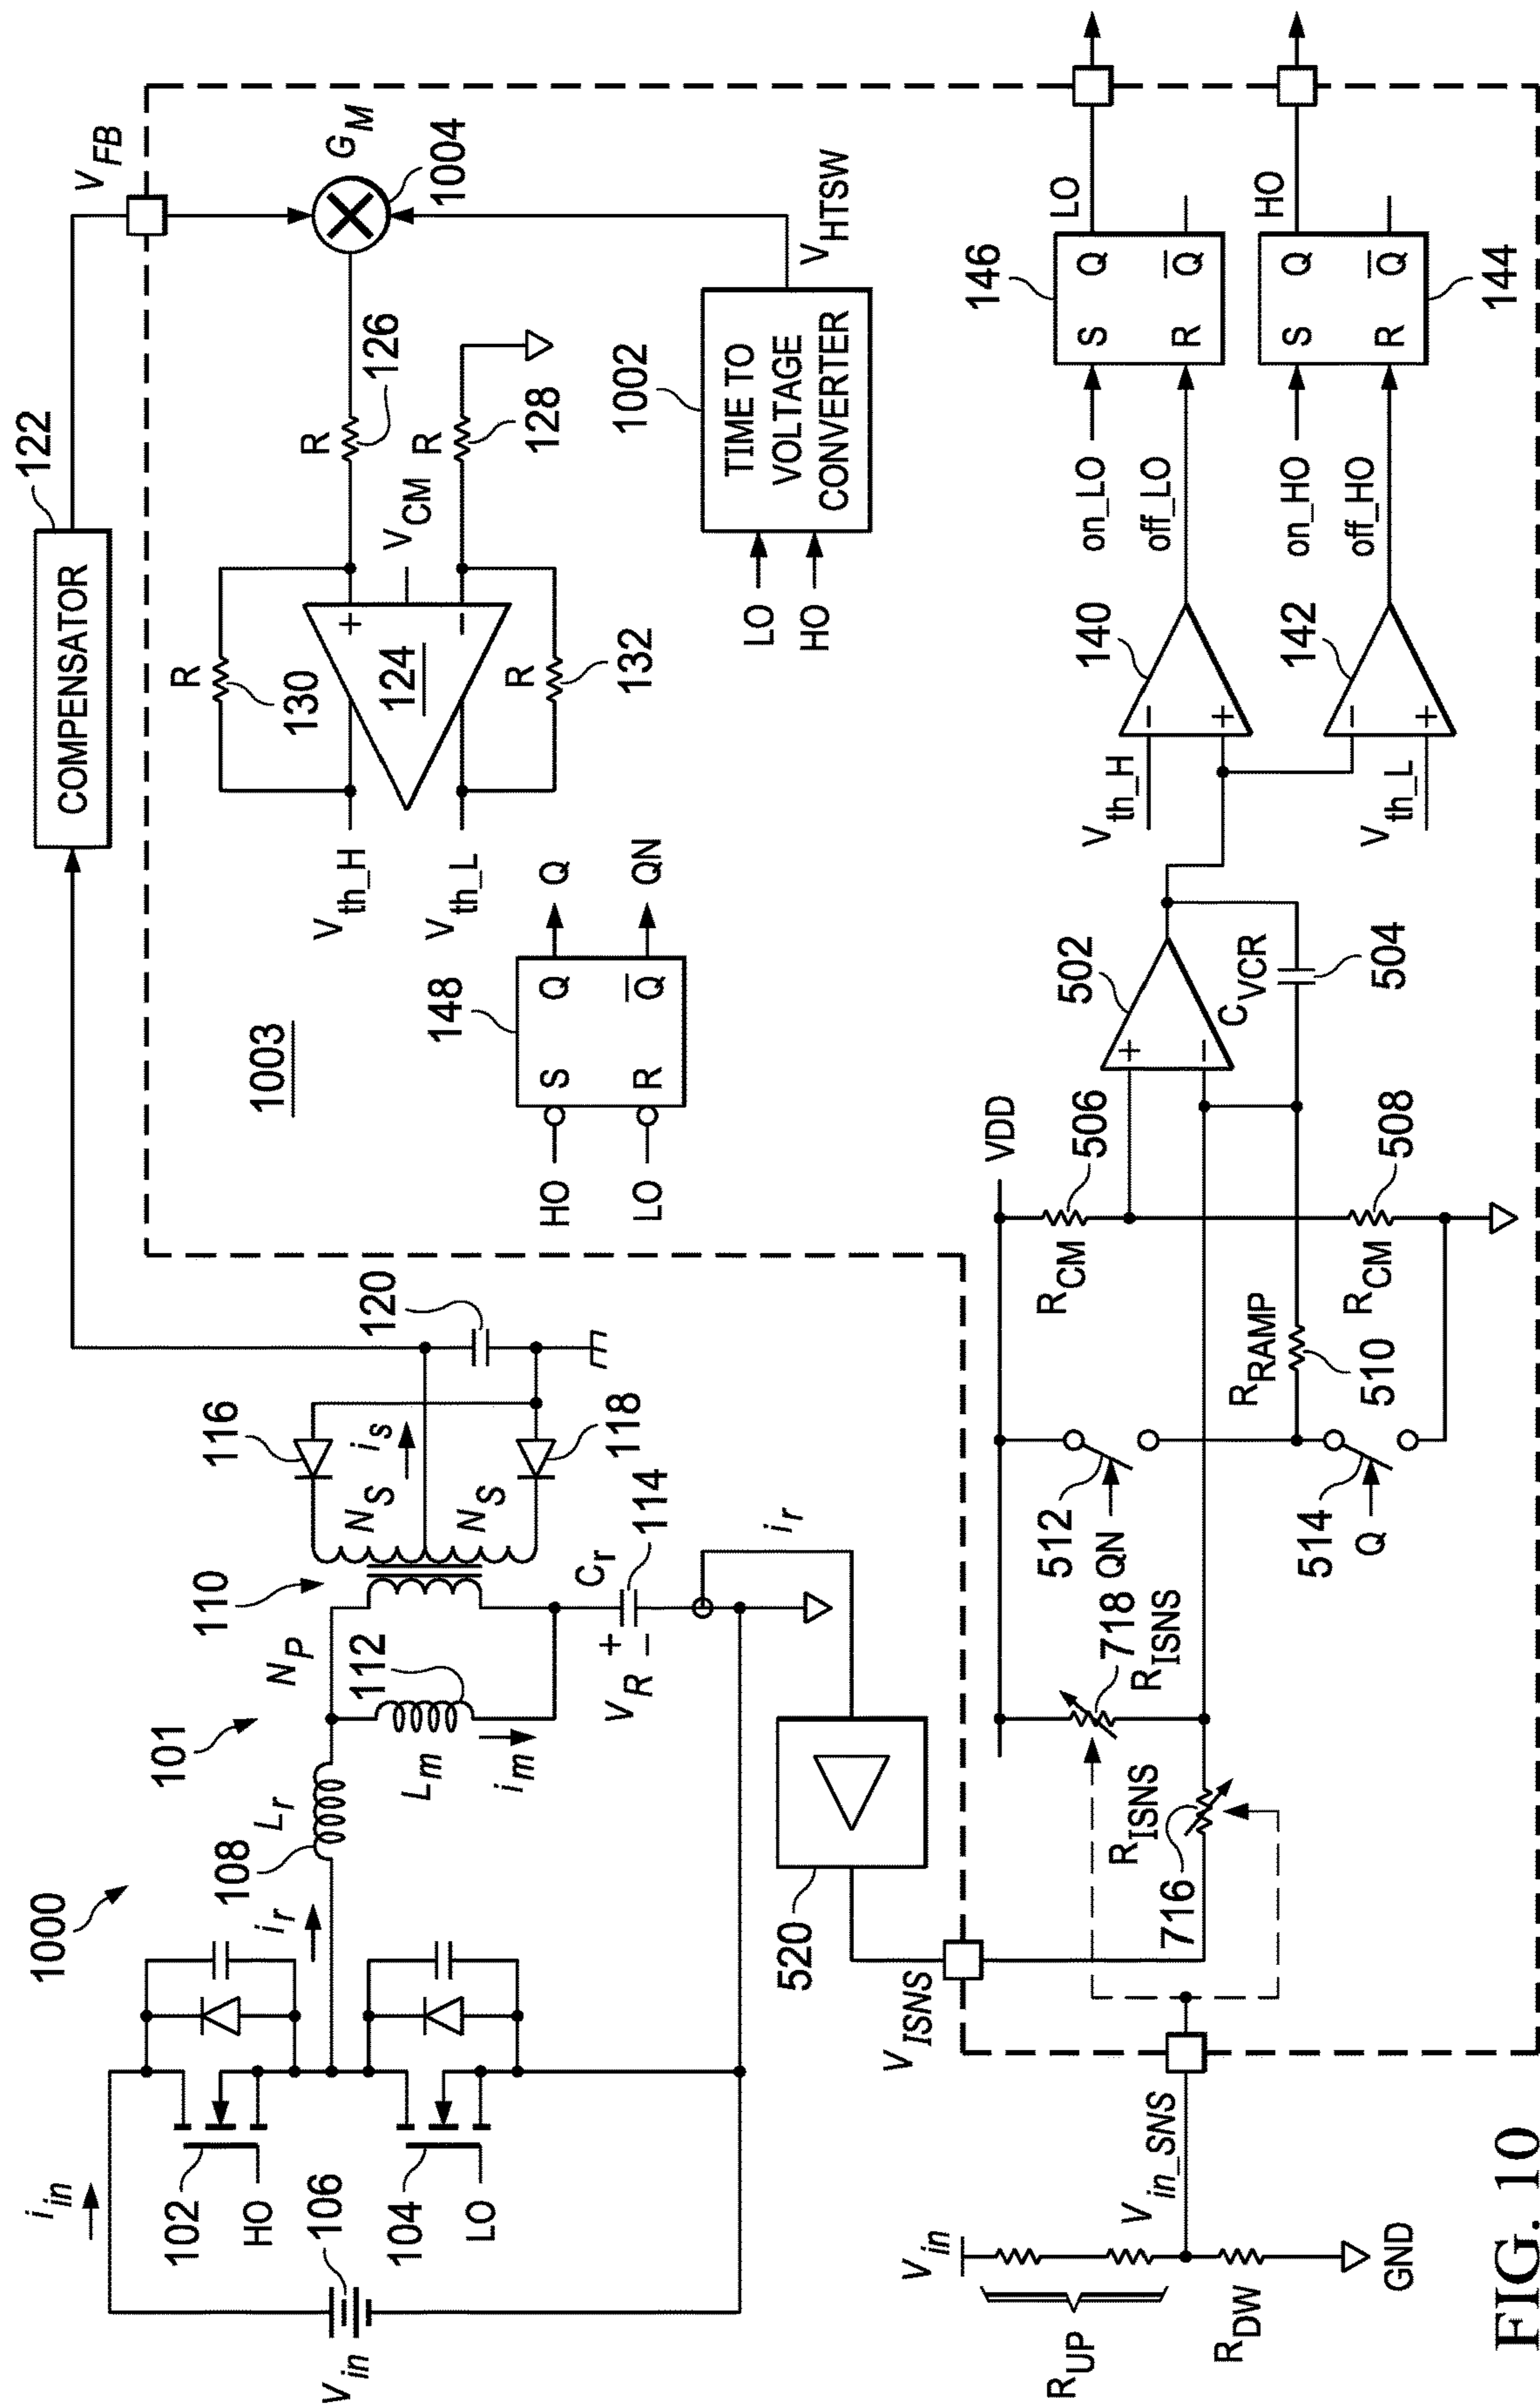 1000
101
110
i_in
102
HO
106
V_in
104
LO
i_r
108
L_r
N_P
112
L_m
i_m
116
i_s
N_S
N_S
118
120
C_r
114
+
V_R
−
i_r
520
V_ISNS
122
COMPENSATOR
V_FB
G_M
1004
1003
130
R
R
126
+
124
V_CM
−
R
128
R
132
V_th_H
V_th_L
148
HO
LO
S
R
Q
Q̅
Q
QN
1002
TIME TO
VOLTAGE
CONVERTER
LO
HO
V_HTSW
V_in
R_UP
R_DW
V_in_SNS
GND
716
R_ISNS
718
R_ISNS
VDD
512
QN
514
Q
R_RAMP
510
R_CM
506
R_CM
508
502
+
−
C_VCR
504
V_th_H
140
−
+
142
−
+
V_th_L
on_LO
off_LO
on_HO
off_HO
146
S
R
Q
Q̅
LO
S
R
Q
Q̅
HO
144
FIG. 10